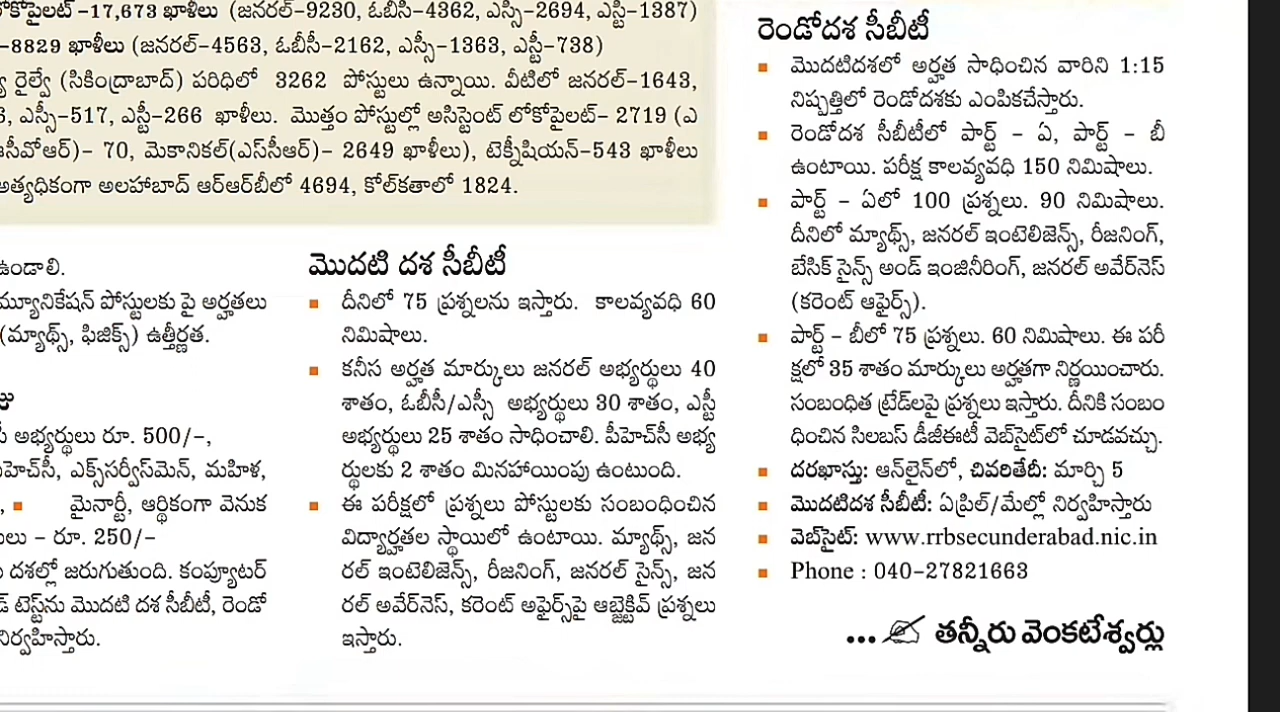 లోకోపైలట్ -17,673 ఖాళీలు (జనరల్-9230, ఓబీసీ-4362, ఎస్సీ-2694, ఎస్టీ-1387)
-8829 ఖాళీలు (జనరల్-4563, ఓబీసీ-2162, ఎస్సీ-1363, ఎస్టీ-738)
రైల్వే (సికింద్రాబాద్) పరిధిలో 3262 పోస్టులు ఉన్నాయి. వీటిలో జనరల్-1643,
ఎస్సీ-517, ఎస్టీ-266 ఖాళీలు. మొత్తం పోస్టుల్లో అసిస్టెంట్ లోకోపైలట్- 2719 (ఎ
సీవోఆర్)- 70, మెకానికల్(ఎస్‌సీఆర్)- 2649 ఖాళీలు), టెక్నీషియన్-543 ఖాళీలు
అత్యధికంగా అలహాబాద్ ఆర్ఆర్‌బీలో 4694, కోల్‌కతాలో 1824.
ఉండాలి.
మ్యూనికేషన్ పోస్టులకు పై అర్హతలు
(మ్యాథ్స్, ఫిజిక్స్) ఉత్తీర్ణత.
అభ్యర్థులు రూ. 500/-,
హెచ్‌సీ, ఎక్స్‌సర్వీస్‌మెన్, మహిళ,
, ▪ మైనార్టీ, ఆర్థికంగా వెనుక
లు - రూ. 250/-
దశల్లో జరుగుతుంది. కంప్యూటర్
టెస్ట్‌ను మొదటి దశ సీబీటీ, రెండో
నిర్వహిస్తారు.
మొదటి దశ సీబీటీ
▪ దీనిలో 75 ప్రశ్నలను ఇస్తారు. కాలవ్యవధి 60
నిమిషాలు.
▪ కనీస అర్హత మార్కులు జనరల్ అభ్యర్థులు 40
శాతం, ఓబీసీ/ఎస్సీ అభ్యర్థులు 30 శాతం, ఎస్టీ
అభ్యర్థులు 25 శాతం సాధించాలి. పీహెచ్‌సీ అభ్య
ర్థులకు 2 శాతం మినహాయింపు ఉంటుంది.
▪ ఈ పరీక్షలో ప్రశ్నలు పోస్టులకు సంబంధించిన
విద్యార్హతల స్థాయిలో ఉంటాయి. మ్యాథ్స్, జన
రల్ ఇంటెలిజెన్స్, రీజనింగ్, జనరల్ సైన్స్, జన
రల్ అవేర్‌నెస్, కరెంట్ అఫైర్స్‌పై ఆబ్జెక్టివ్ ప్రశ్నలు
ఇస్తారు.
రెండోదశ సీబీటీ
▪ మొదటిదశలో అర్హత సాధించిన వారిని 1:15
నిష్పత్తిలో రెండోదశకు ఎంపికచేస్తారు.
▪ రెండోదశ సీబీటీలో పార్ట్ - ఏ, పార్ట్ - బీ
ఉంటాయి. పరీక్ష కాలవ్యవధి 150 నిమిషాలు.
▪ పార్ట్ - ఏలో 100 ప్రశ్నలు. 90 నిమిషాలు.
దీనిలో మ్యాథ్స్, జనరల్ ఇంటెలిజెన్స్, రీజనింగ్,
బేసిక్ సైన్స్ అండ్ ఇంజినీరింగ్, జనరల్ అవేర్‌నెస్
(కరెంట్ ఆఫైర్స్).
▪ పార్ట్ - బీలో 75 ప్రశ్నలు. 60 నిమిషాలు. ఈ పరీ
క్షలో 35 శాతం మార్కులు అర్హతగా నిర్ణయించారు.
సంబంధిత ట్రేడ్‌లపై ప్రశ్నలు ఇస్తారు. దీనికి సంబం
ధించిన సిలబస్ డీజీఈటీ వెబ్‌సైట్‌లో చూడవచ్చు.
▪ దరఖాస్తు: ఆన్‌లైన్‌లో, చివరితేదీ: మార్చి 5
▪ మొదటిదశ సీబీటీ: ఏప్రిల్/మేల్లో నిర్వహిస్తారు
▪ వెబ్‌సైట్: www.rrbsecunderabad.nic.in
▪ Phone : 040-27821663
... తన్నీరు వెంకటేశ్వర్లు